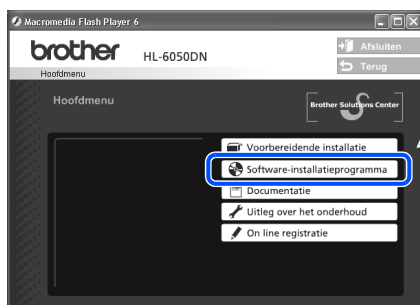 Macromedia Flash Player 6
brother
HL-6050DN
Afsluiten
Terug
Hoofdmenu
Hoofdmenu
Brother Solutions Center
Voorbereidende installatie
Software-installatieprogramma
Documentatie
Uitleg over het onderhoud
On line registratie